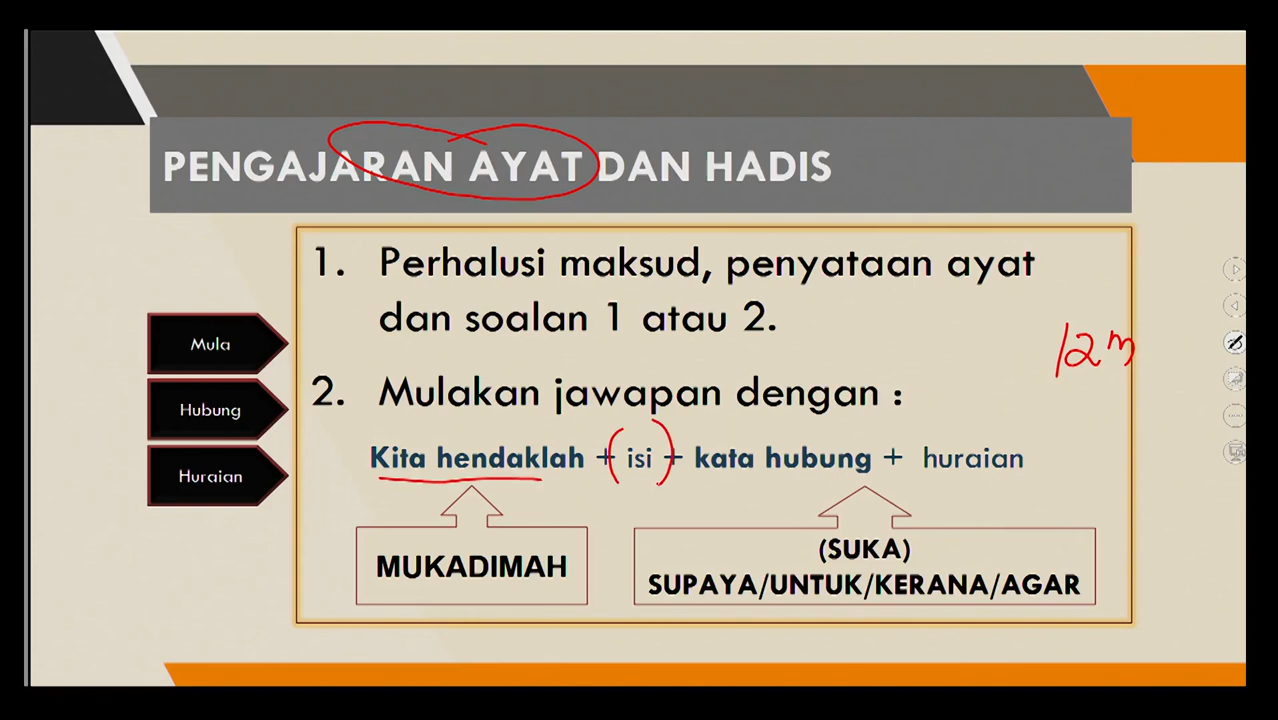 PENGAJARAN AYAT DAN HADIS
1. Perhalusi maksud, penyataan ayat
dan soalan 1 atau 2.
12m
Mula
2. Mulakan jawapan dengan :
Hubung
Kita hendaklah + (isi) + kata hubung + huraian
Huraian
MUKADIMAH
(SUKA)
SUPAYA/UNTUK/KERANA/AGAR